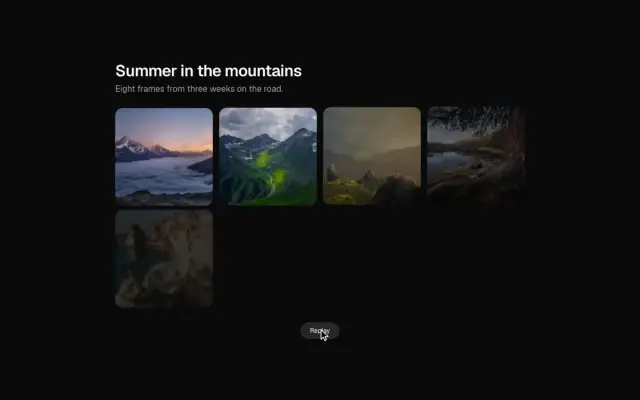 Summer in the mountains
Eight frames from three weeks on the road.
Replay